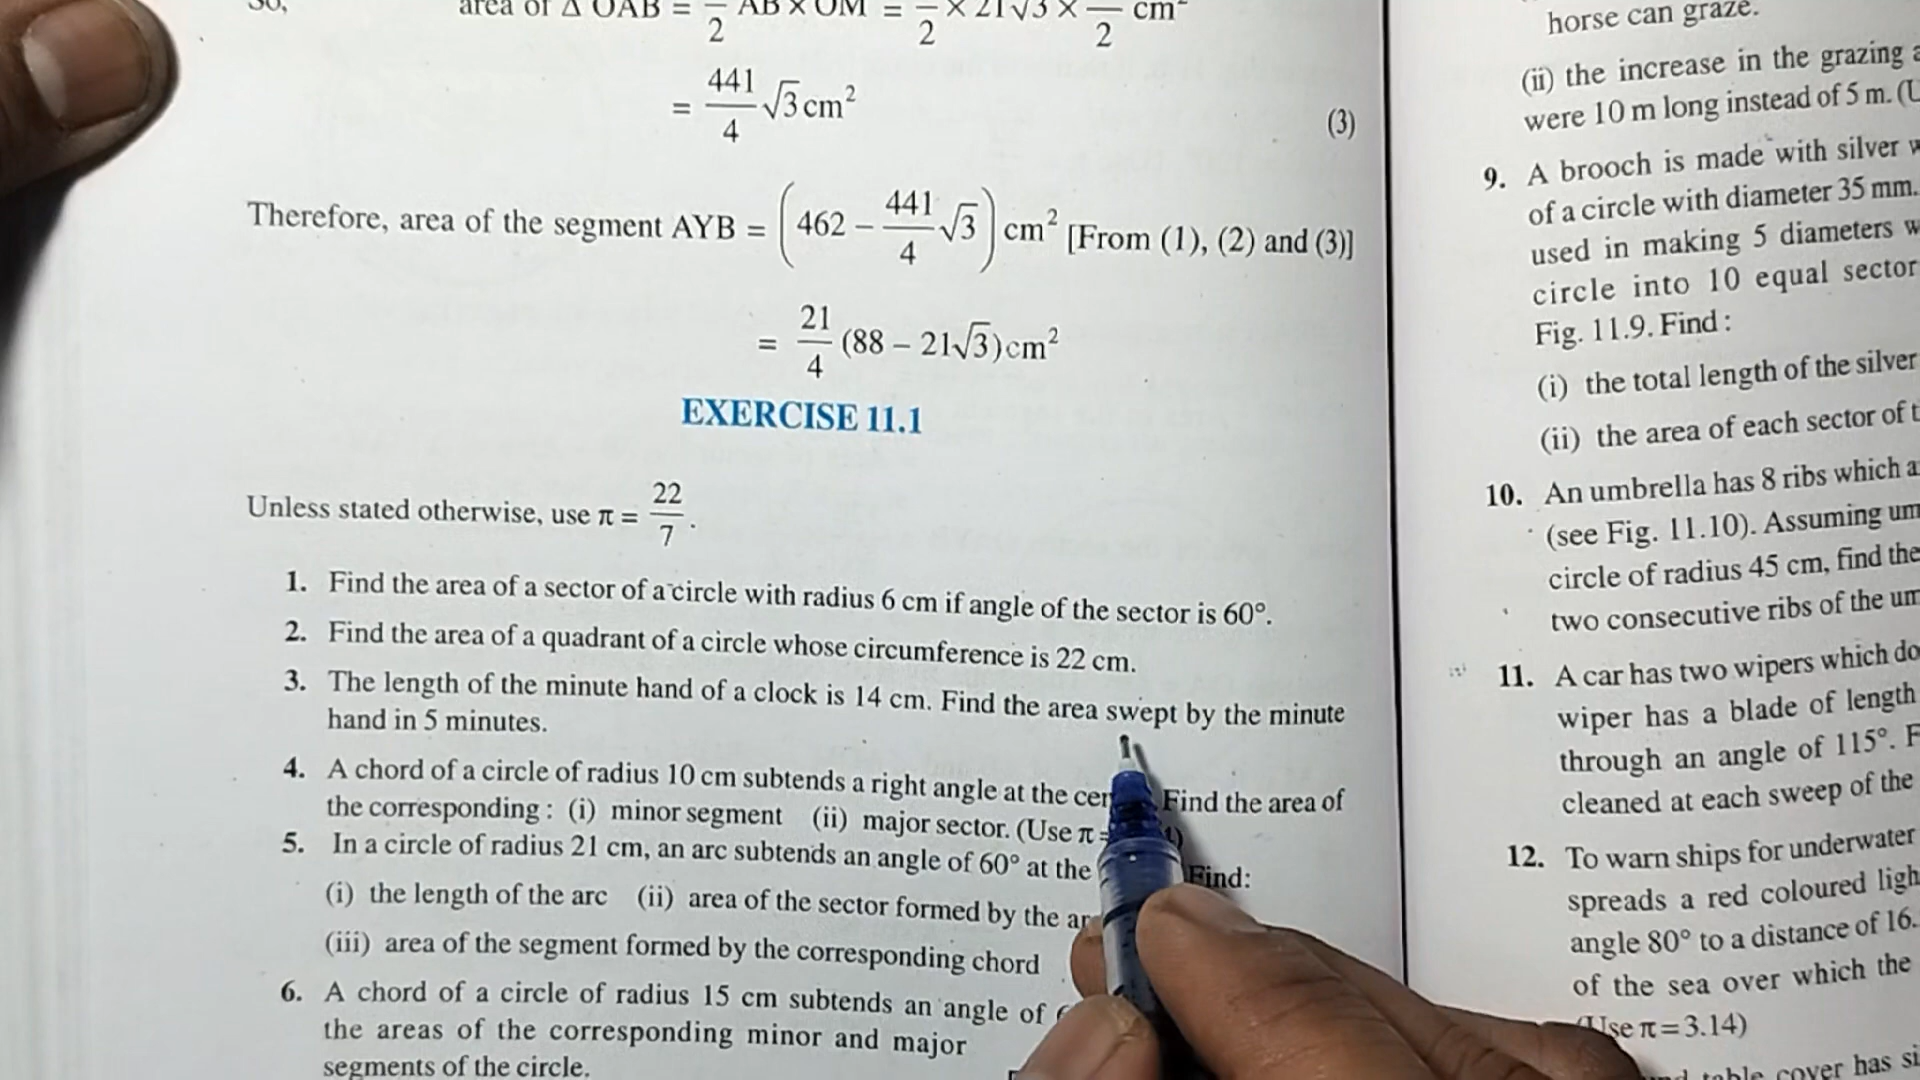 So, area of Δ OAB = 1/2 AB × OM = 1/2 × 21√3 × /2 cm²
= 441/4 √3 cm² (3)
Therefore, area of the segment AYB = (462 – 441/4 √3) cm² [From (1), (2) and (3)]
= 21/4 (88 – 21√3) cm²
EXERCISE 11.1
Unless stated otherwise, use π = 22/7.
1. Find the area of a sector of a circle with radius 6 cm if angle of the sector is 60°.
2. Find the area of a quadrant of a circle whose circumference is 22 cm.
3. The length of the minute hand of a clock is 14 cm. Find the area swept by the minute
hand in 5 minutes.
4. A chord of a circle of radius 10 cm subtends a right angle at the Find the area of
the corresponding : (i) minor segment (ii) major sector. (Use π =
5. In a circle of radius 21 cm, an arc subtends an angle of 60° at the Find:
(i) the length of the arc (ii) area of the sector formed by the
(iii) area of the segment formed by the corresponding chord
6. A chord of a circle of radius 15 cm subtends an angle of
the areas of the corresponding minor and major
segments of the circle.
horse can graze.
(ii) the increase in the grazing
were 10 m long instead of 5 m.
9. A brooch is made with silver
of a circle with diameter 35 mm.
used in making 5 diameters
circle into 10 equal sector
Fig. 11.9. Find :
(i) the total length of the silver
(ii) the area of each sector of
10. An umbrella has 8 ribs which
(see Fig. 11.10). Assuming
circle of radius 45 cm, find the
two consecutive ribs of the
11. A car has two wipers which do
wiper has a blade of length
through an angle of 115°.
cleaned at each sweep of the
12. To warn ships for underwater
spreads a red coloured
angle 80° to a distance of 16.
of the sea over which the
(Use π = 3.14)
table cover has